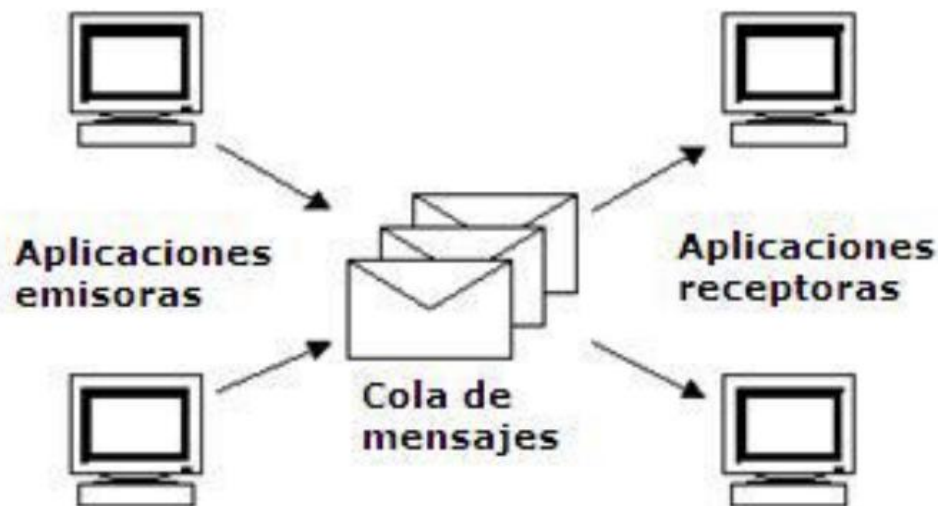 Aplicaciones
emisoras
Aplicaciones
receptoras
Cola de
mensajes